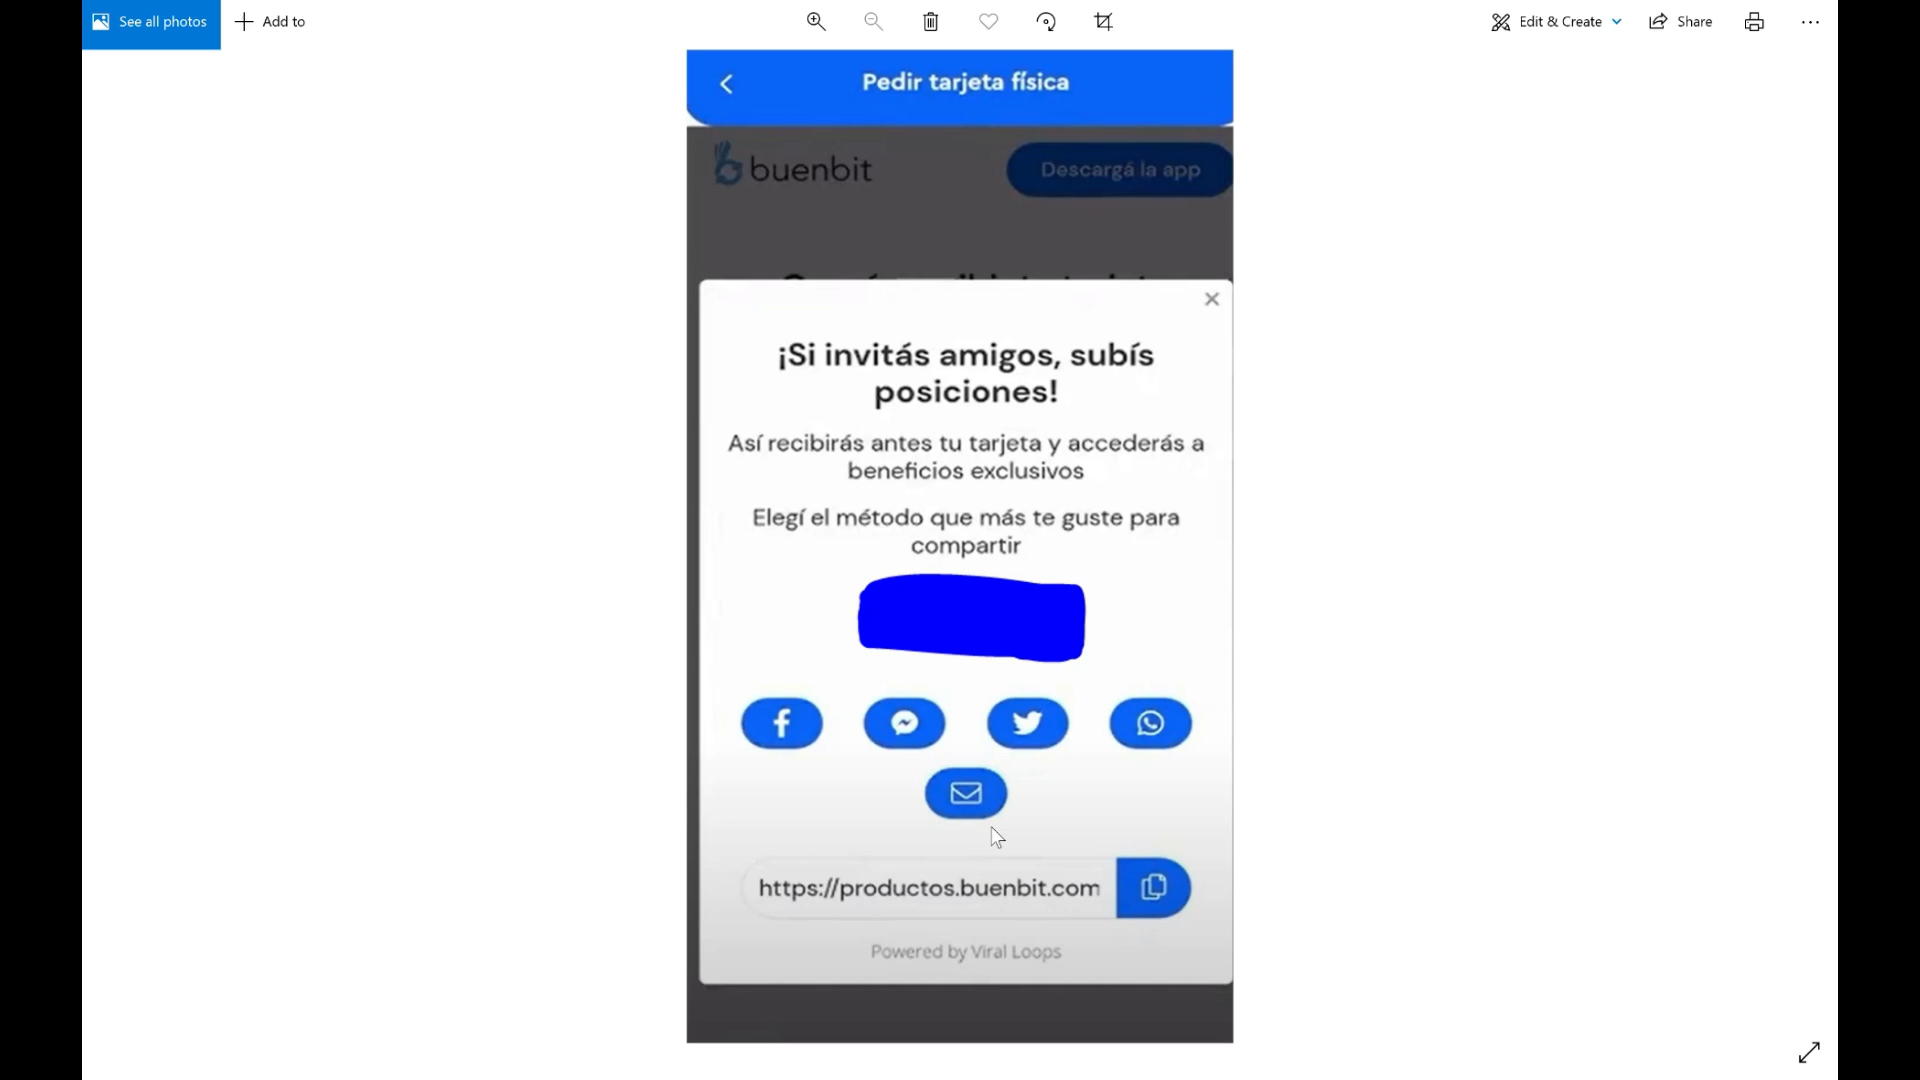 See all photos
Add to
Edit & Create
Share
Pedir tarjeta física
buenbit
Descargá la app
¡Si invitás amigos, subís
posiciones!
Así recibirás antes tu tarjeta y accederás a
beneficios exclusivos
Elegí el método que más te guste para
compartir
https://productos.buenbit.com
Powered by Viral Loops